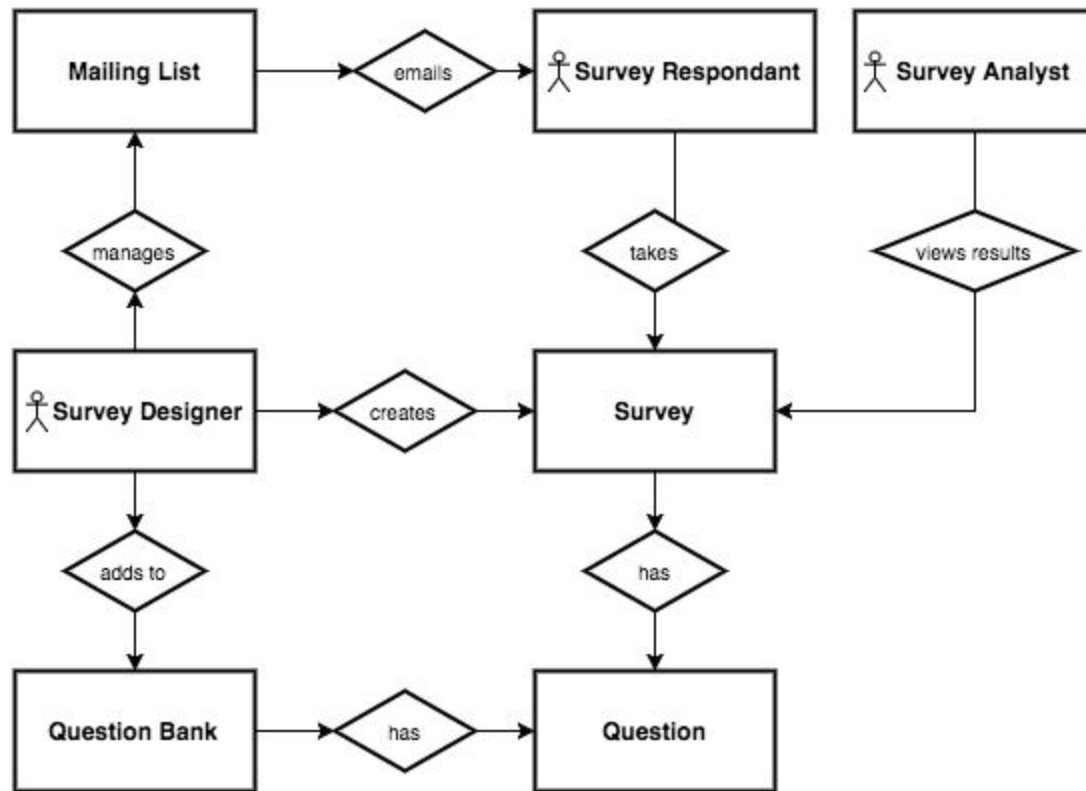 Mailing List
emails
Survey Respondant
Survey Analyst
manages
takes
views results
Survey Designer
creates
Survey
adds to
has
Question Bank
has
Question